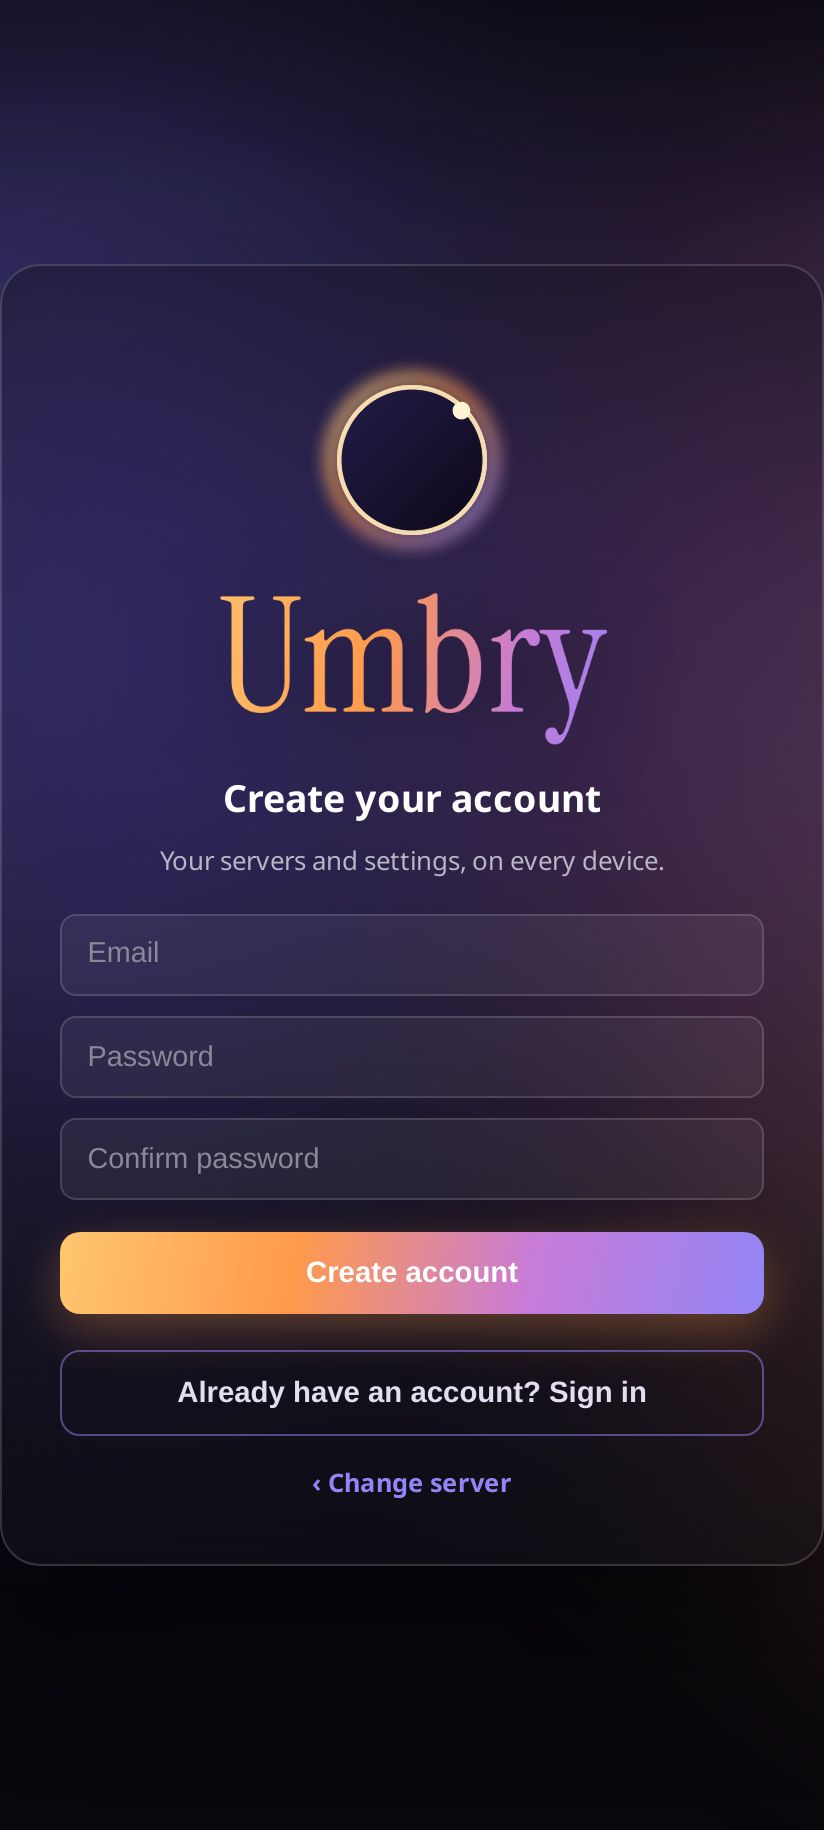 Umbry
Create your account
Your servers and settings, on every device.
Email
Password
Confirm password
Create account
Already have an account? Sign in
‹ Change server